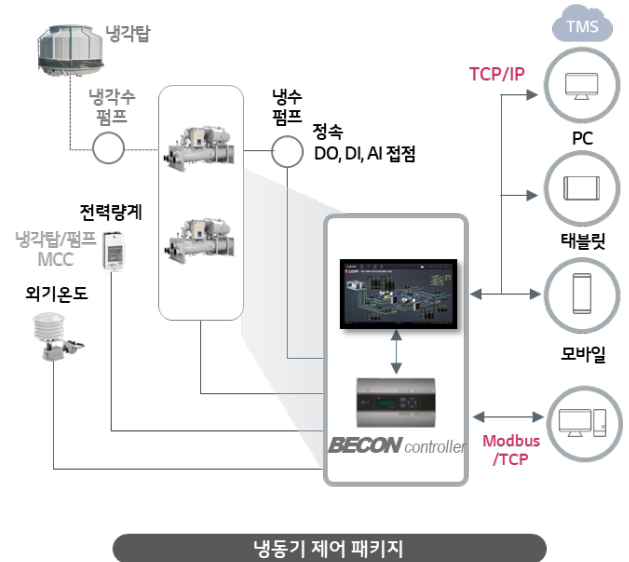 냉각탑
TMS
TCP/IP
냉각수
펌프
냉수
펌프
정속
DO, DI, AI 접점
PC
전력량계
냉각탑/펌프
MCC
외기온도
태블릿
모바일
BECON controller
Modbus
/TCP
냉동기 제어 패키지